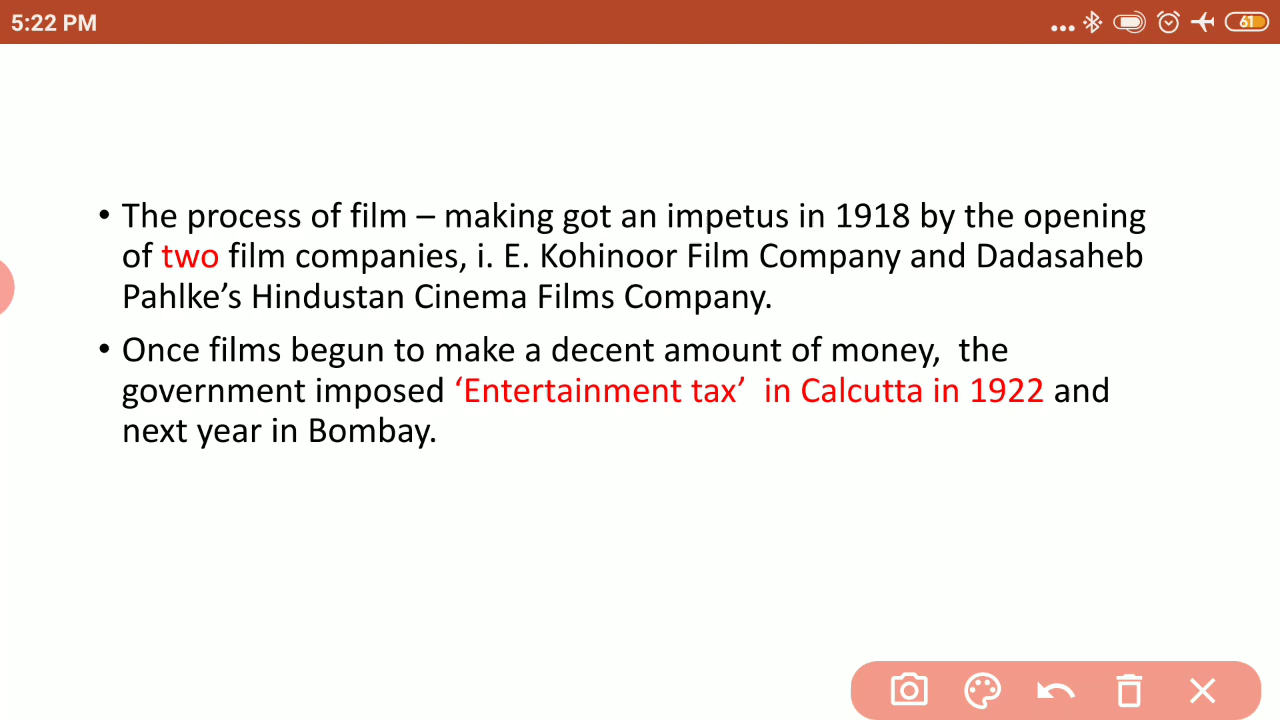 5:22 PM
61
• The process of film – making got an impetus in 1918 by the opening
of two film companies, i. E. Kohinoor Film Company and Dadasaheb
Pahlke’s Hindustan Cinema Films Company.
• Once films begun to make a decent amount of money,  the
government imposed ‘Entertainment tax’  in Calcutta in 1922 and
next year in Bombay.